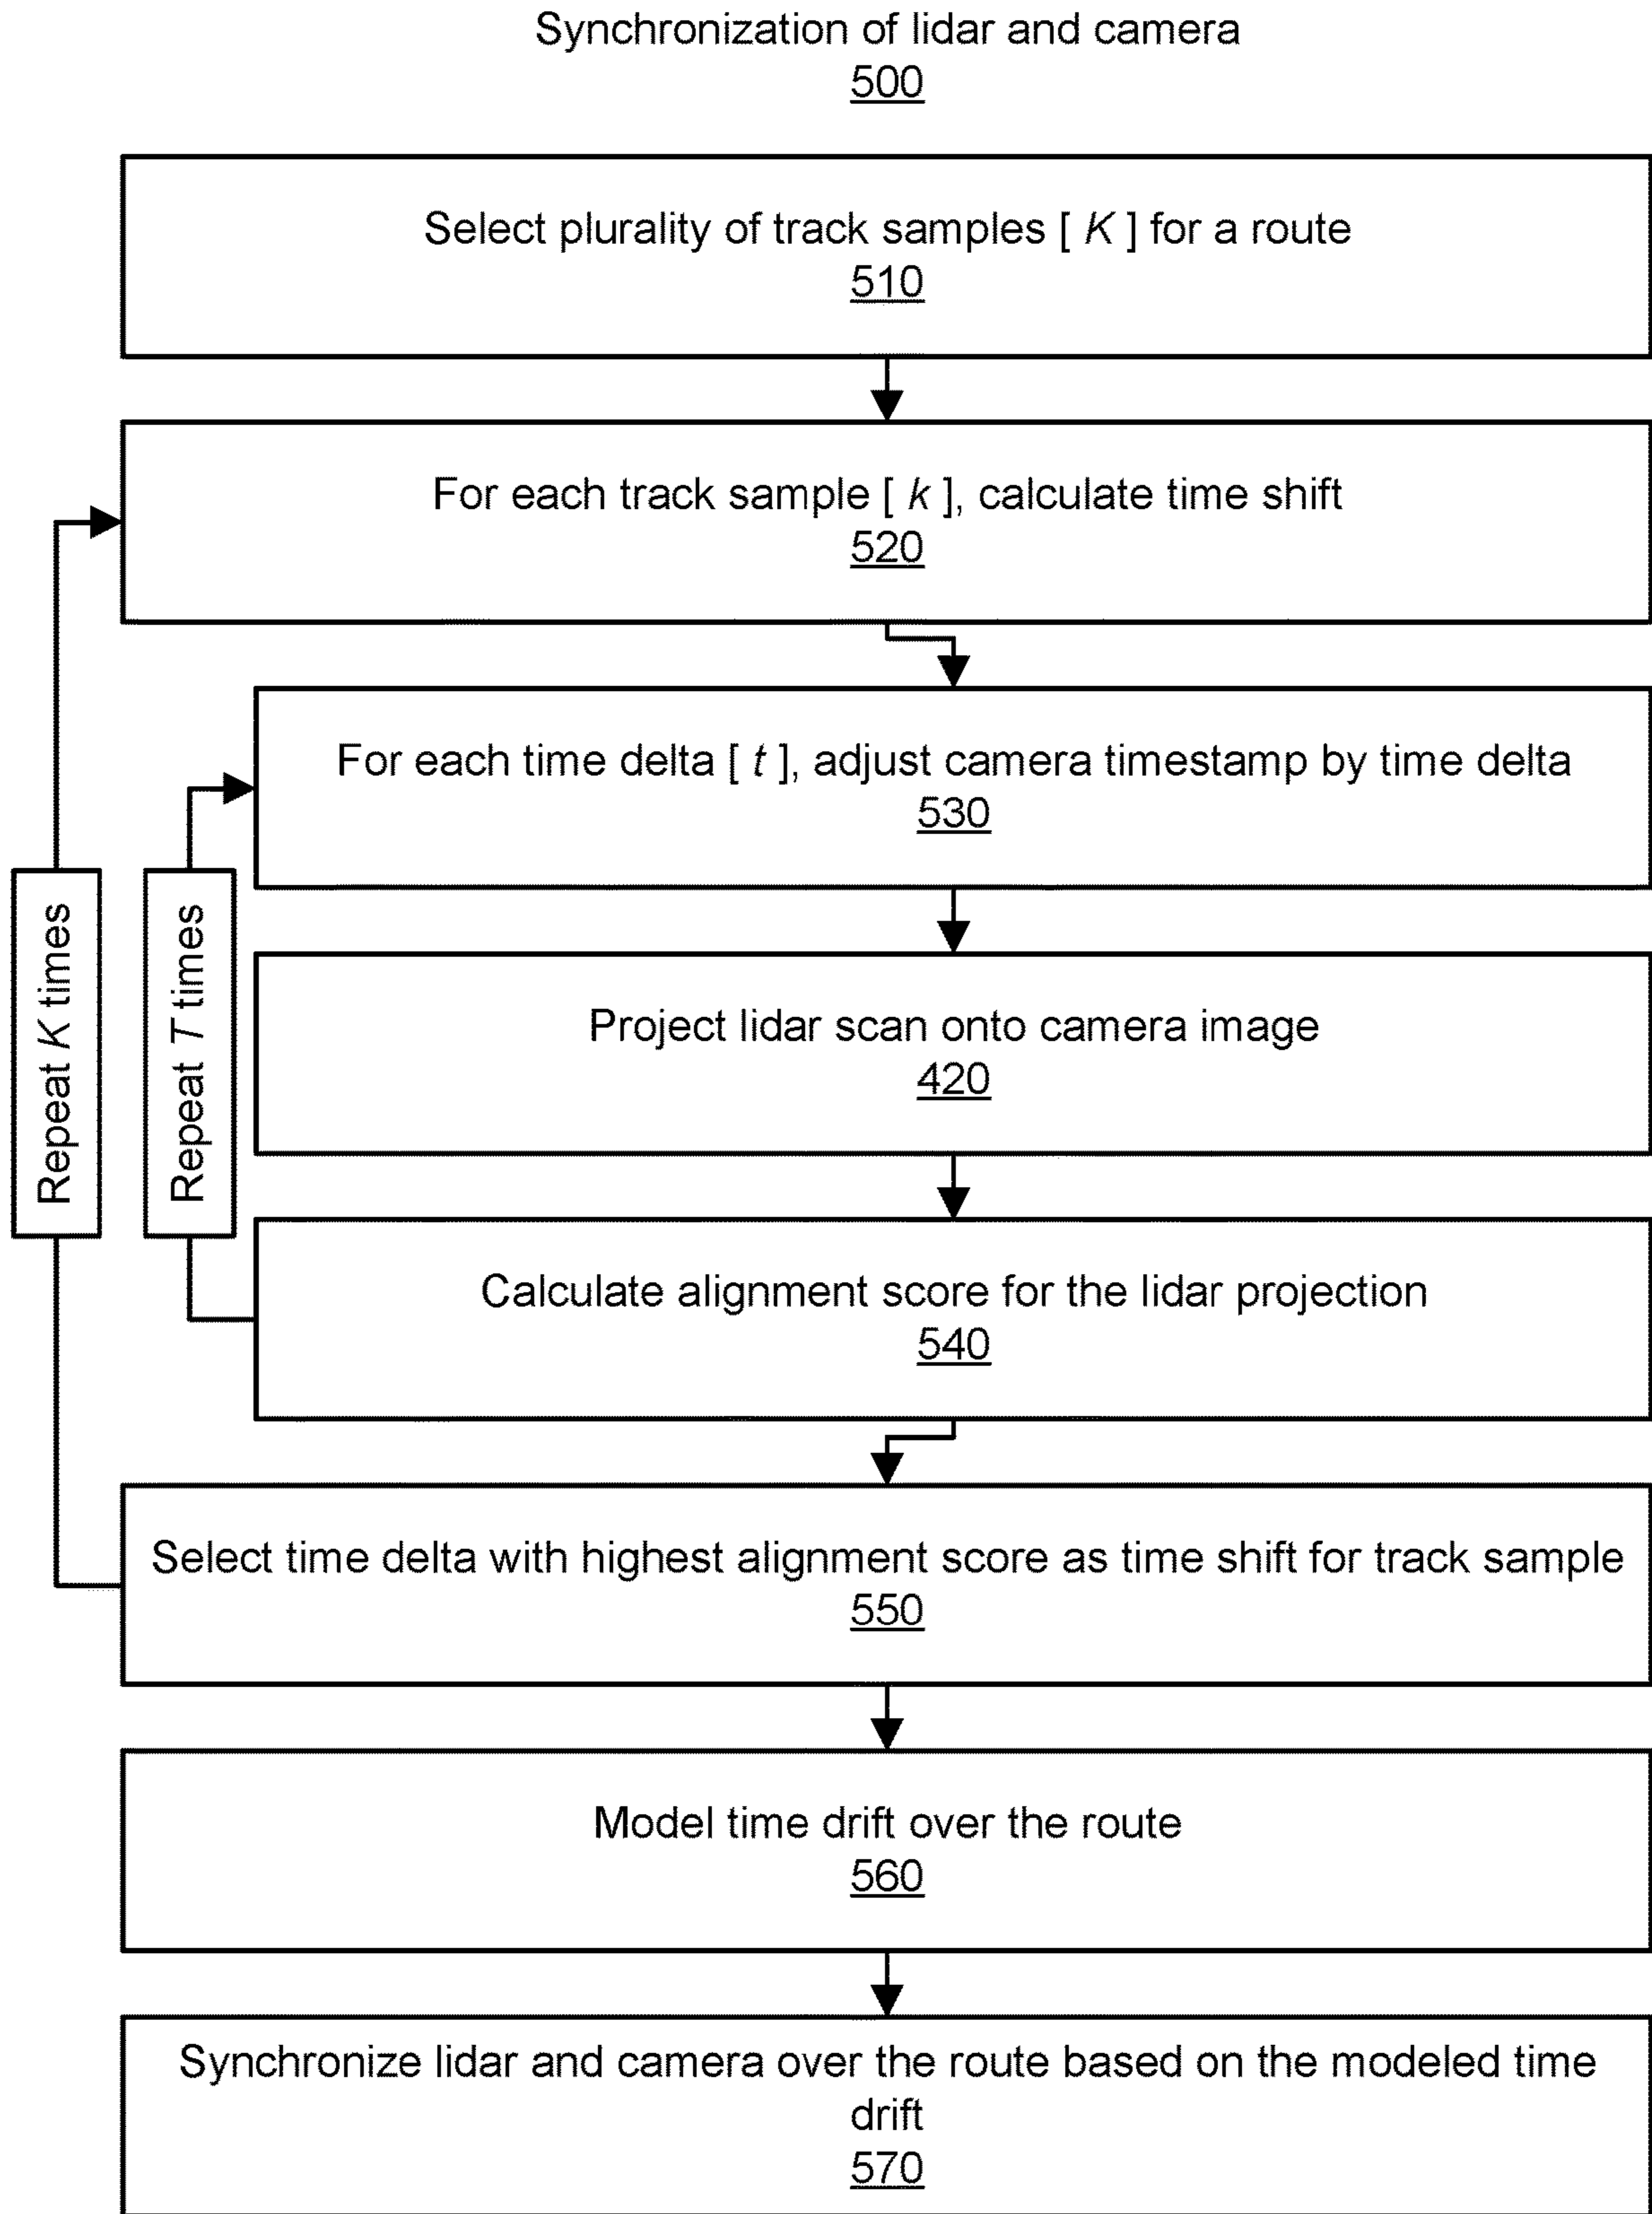 Synchronization of lidar and camera
500
Select plurality of track samples [ K ] for a route
510
For each track sample [ k ], calculate time shift
520
For each time delta [ t ], adjust camera timestamp by time delta
530
Repeat K times
Repeat T times
Project lidar scan onto camera image
420
Calculate alignment score for the lidar projection
540
Select time delta with highest alignment score as time shift for track sample
550
Model time drift over the route
560
Synchronize lidar and camera over the route based on the modeled time
drift
570